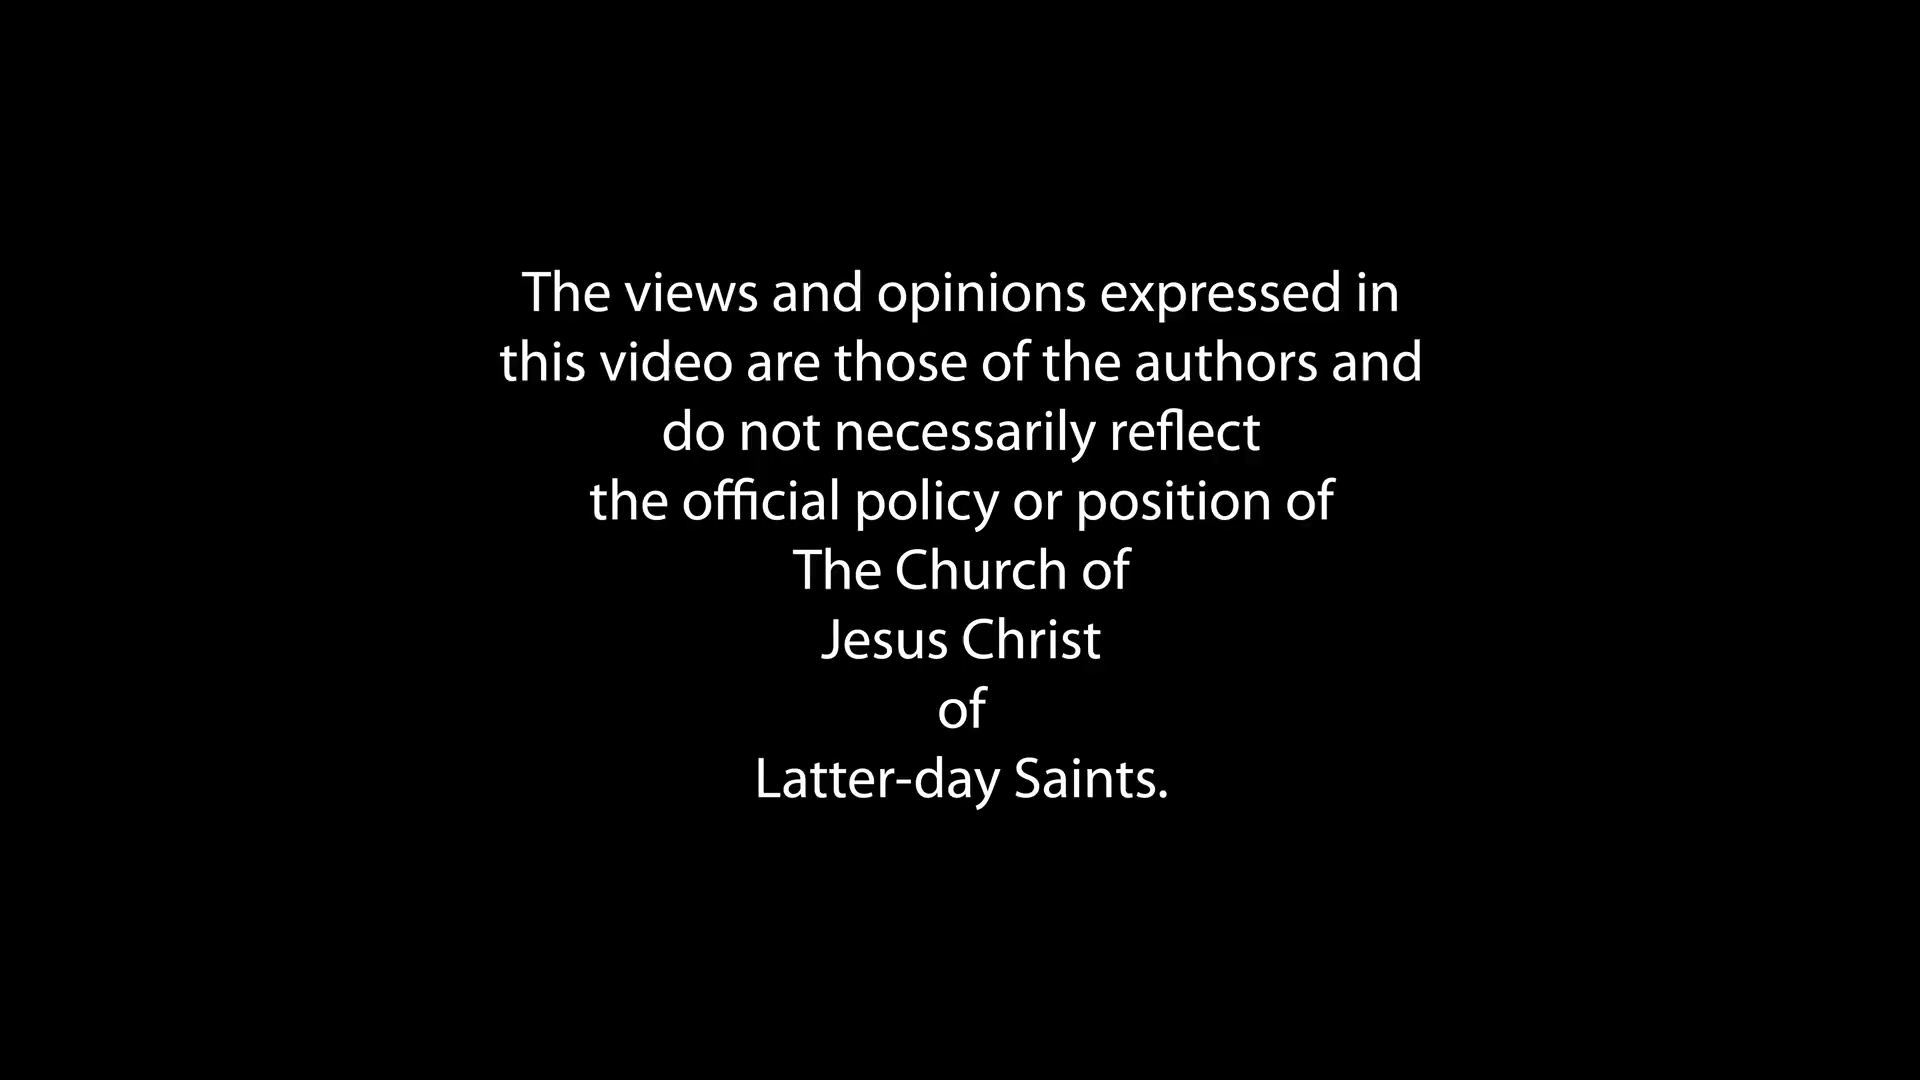 The views and opinions expressed in
this video are those of the authors and
do not necessarily reflect
the official policy or position of
The Church of
Jesus Christ
of
Latter-day Saints.